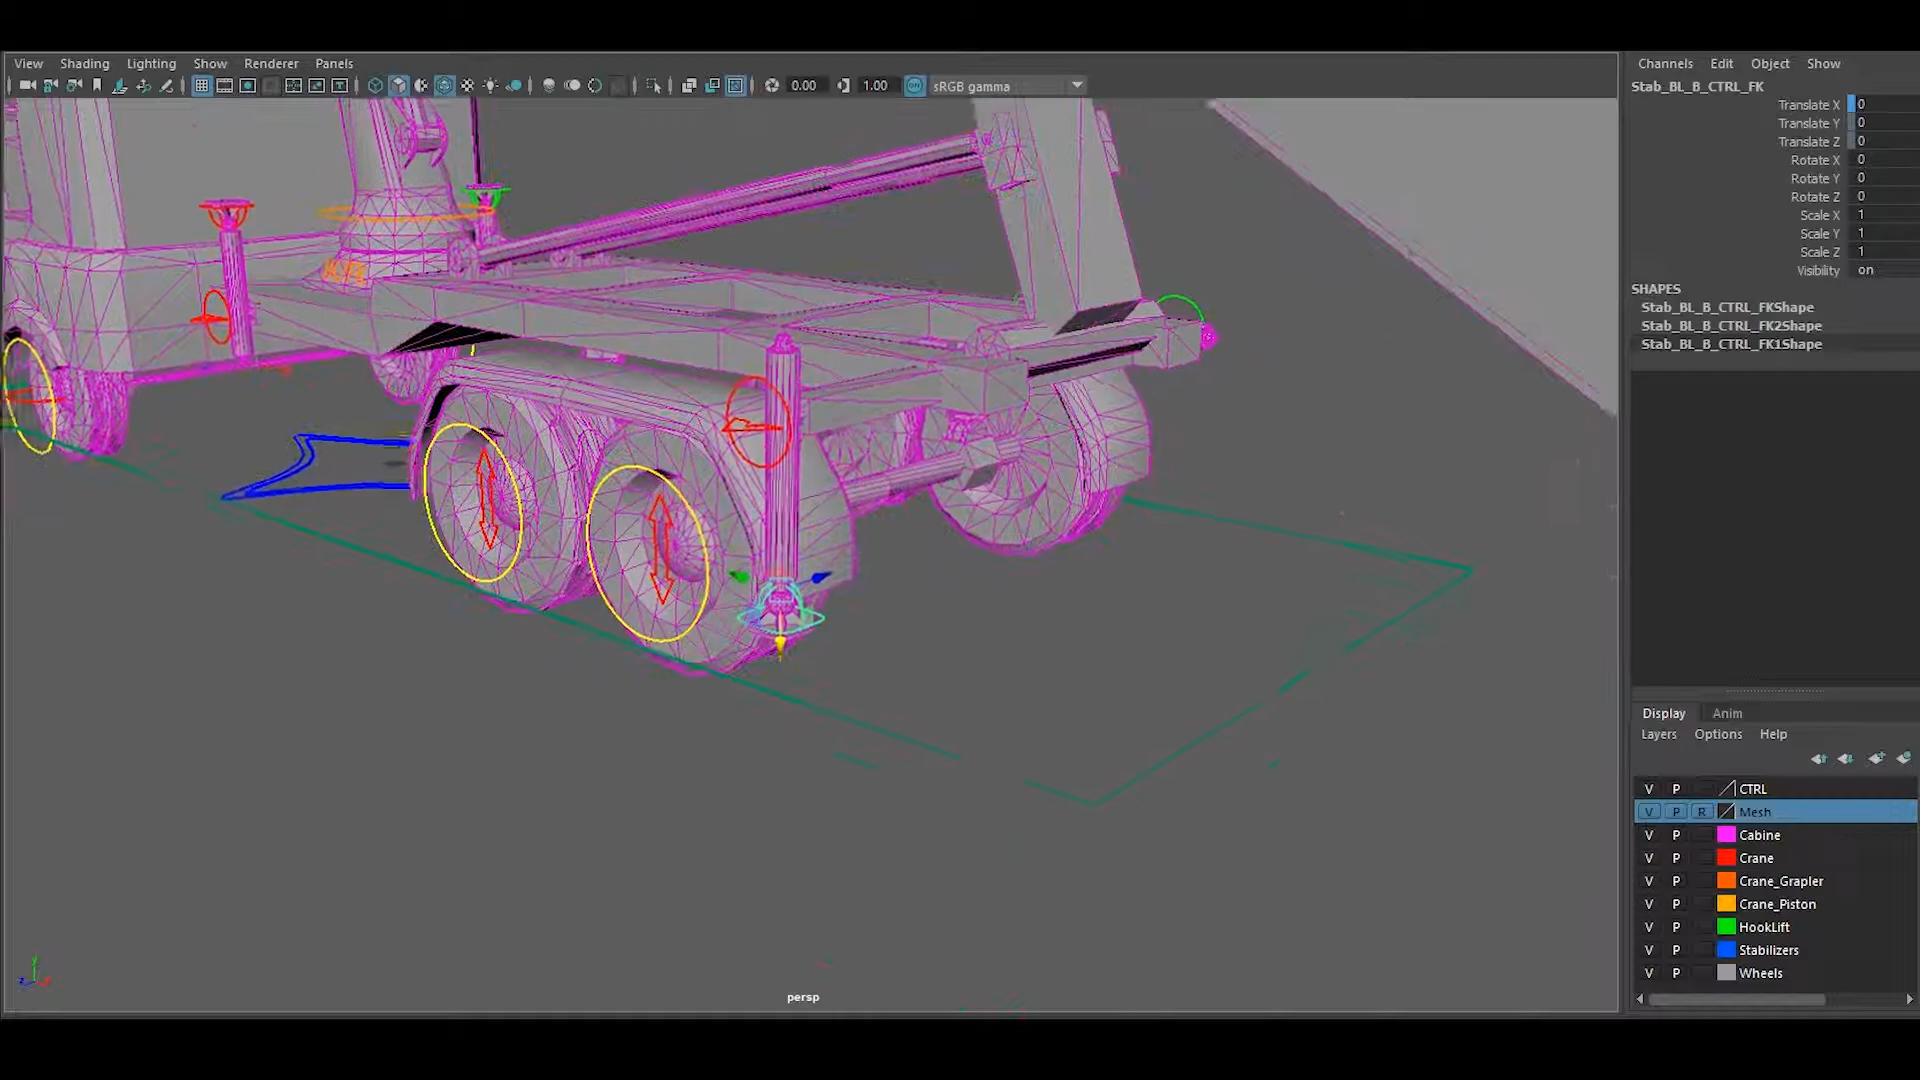 View Shading Lighting Show Renderer Panels
0.00 1.00 ON sRGB gamma
Channels Edit Object Show
Stab_BL_B_CTRL_FK
Translate X 0
Translate Y 0
Translate Z 0
Rotate X 0
Rotate Y 0
Rotate Z 0
Scale X 1
Scale Y 1
Scale Z 1
Visibility on
SHAPES
Stab_BL_B_CTRL_FKShape
Stab_BL_B_CTRL_FK2Shape
Stab_BL_B_CTRL_FK1Shape
persp
Display Anim
Layers Options Help
V P CTRL
V P R Mesh
V P Cabine
V P Crane
V P Crane_Grapler
V P Crane_Piston
V P HookLift
V P Stabilizers
V P Wheels